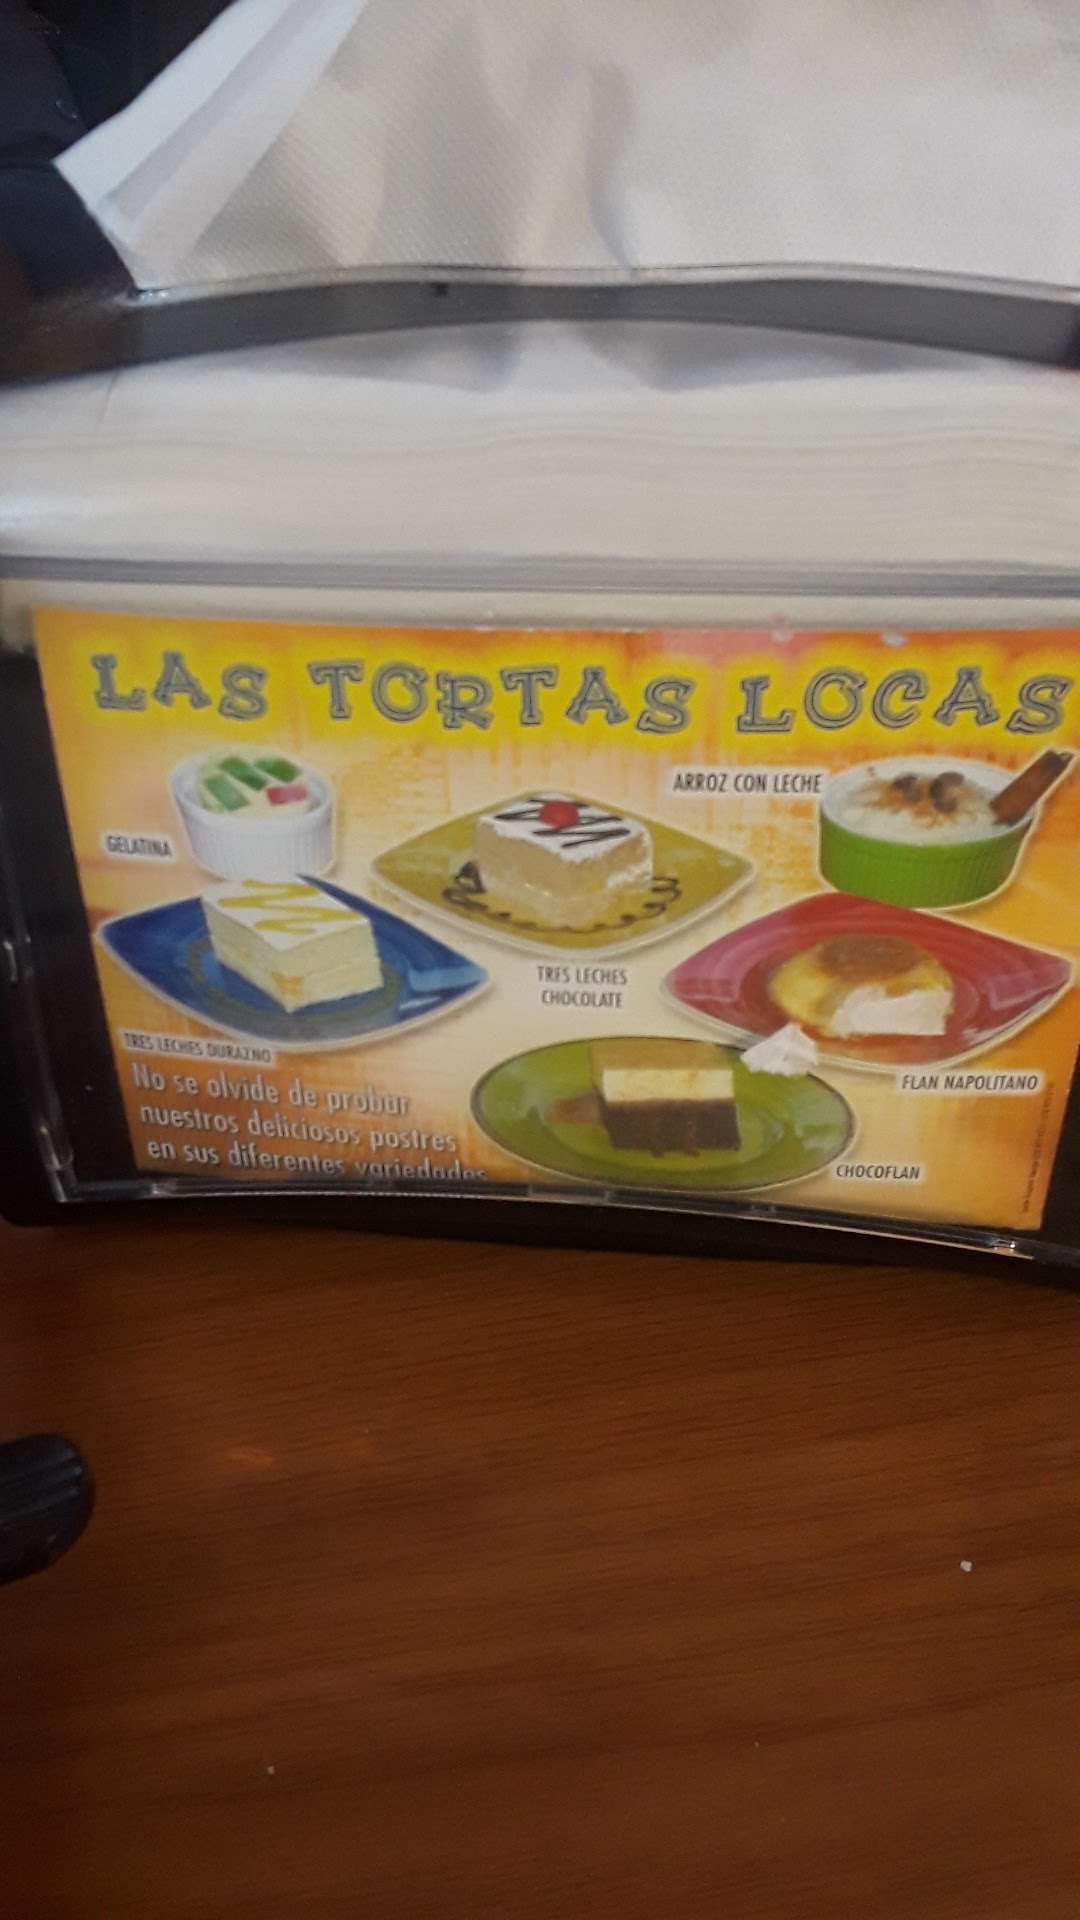 LAS TORTAS LOCAS
ARROZ CON LECHE
GELATINA
TRES LECHES
CHOCOLATE
TRES LECHES DURAZNO
FLAN NAPOLITANO
No se olvide de probar
nuestros deliciosos postres
en sus diferentes variedades
CHOCOFLAN